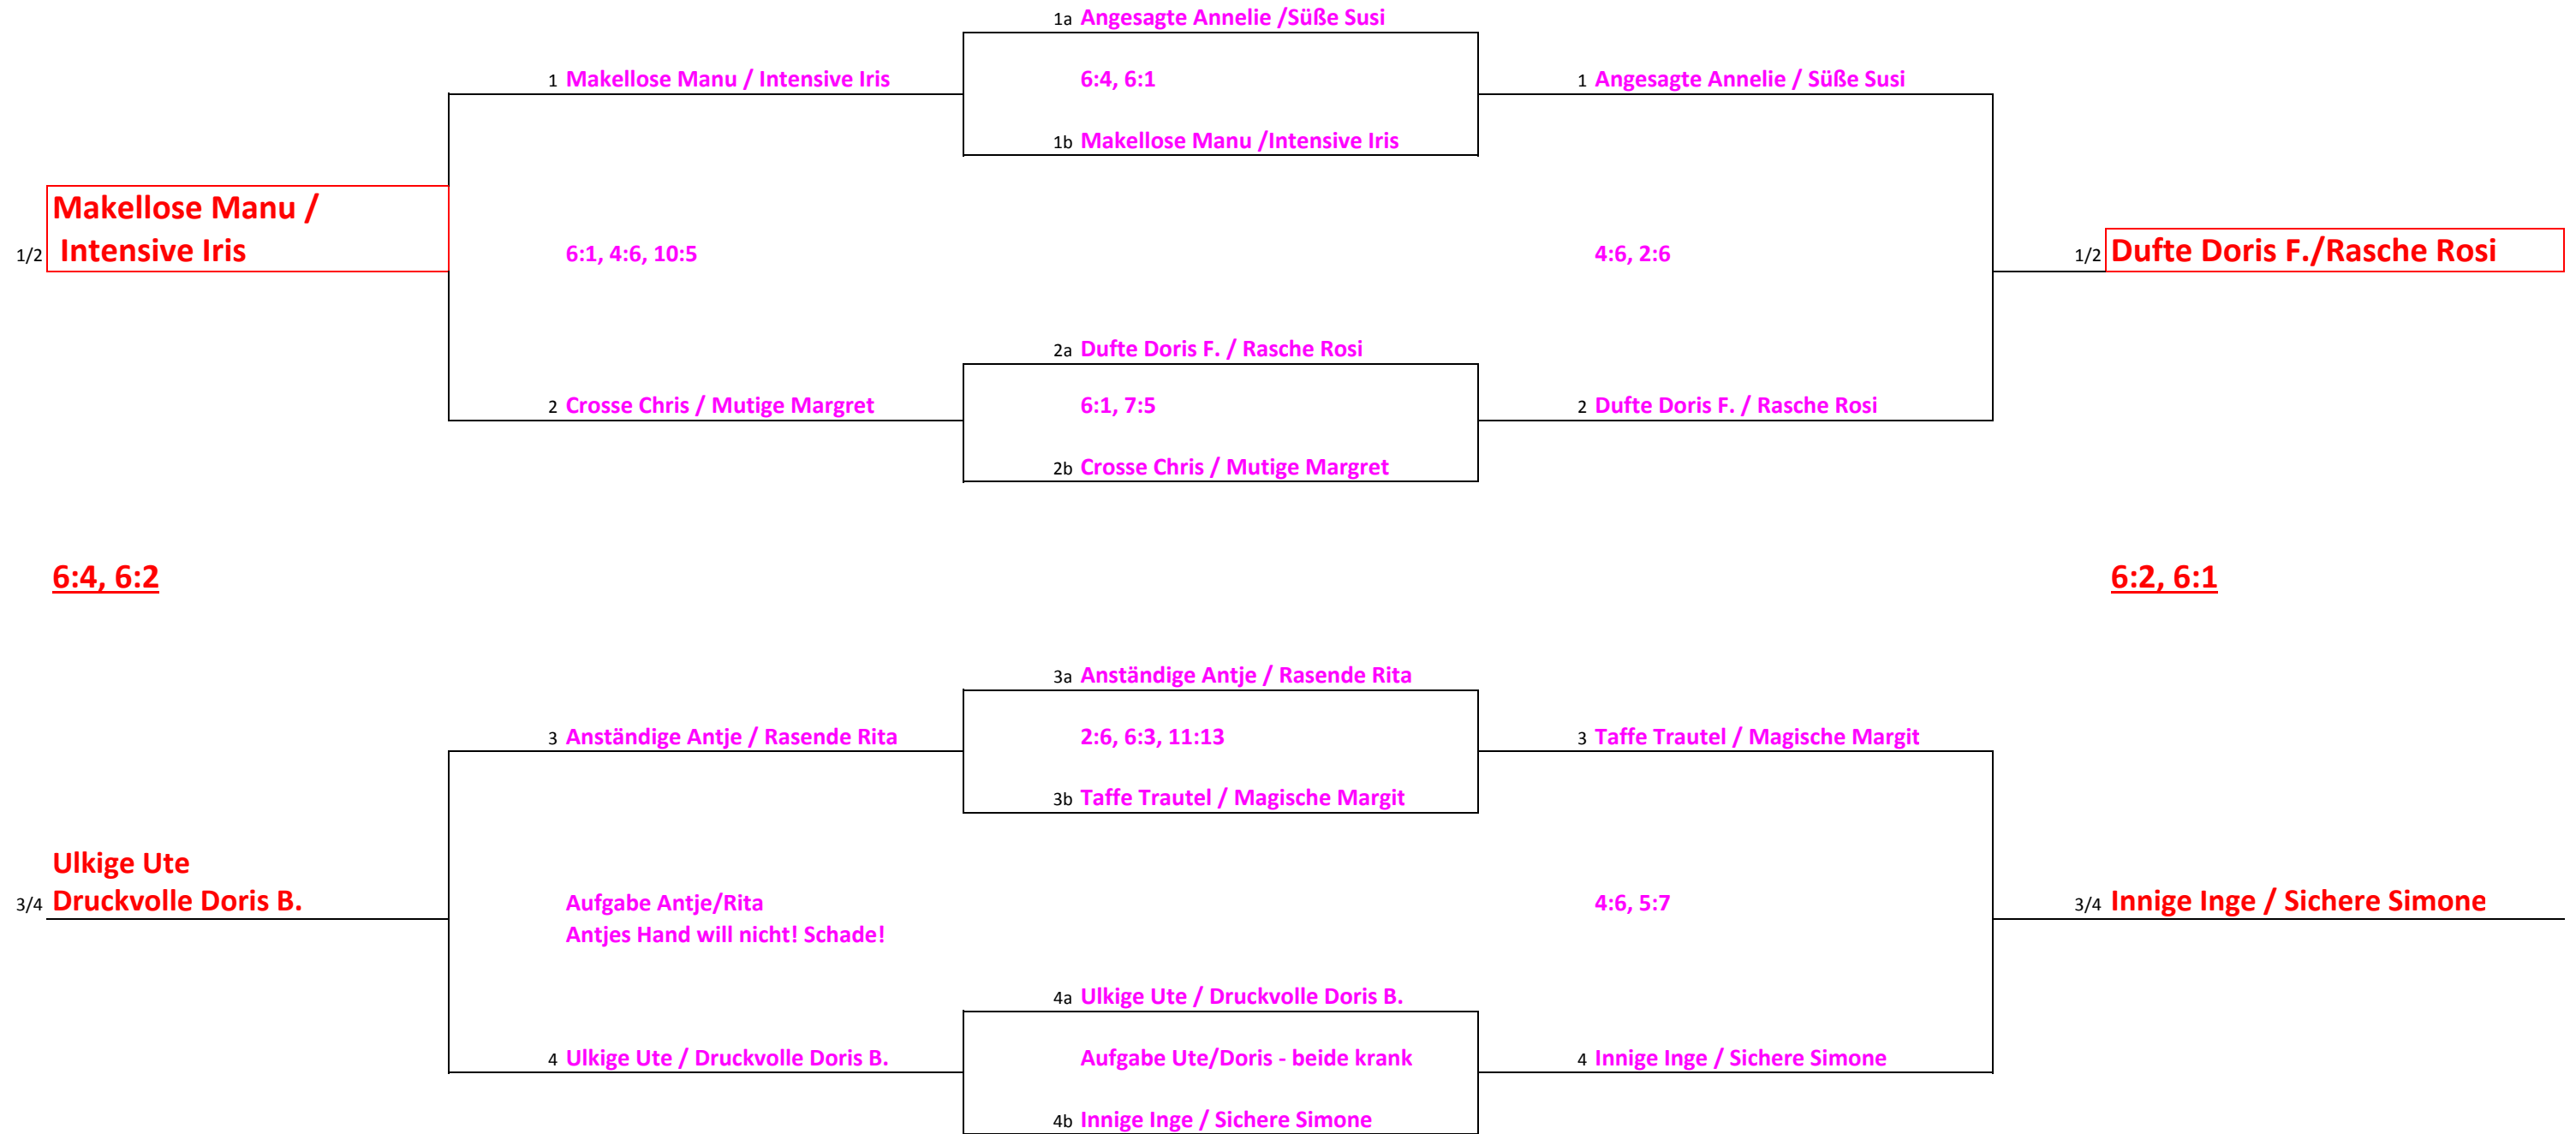 1a Angesagte Annelie /Süße Susi
1 Makellose Manu / Intensive Iris 6:4, 6:1 1 Angesagte Annelie / Süße Susi
1b Makellose Manu /Intensive Iris
Makellose Manu /
1/2 Intensive Iris 6:1, 4:6, 10:5 4:6, 2:6 1/2 Dufte Doris F./Rasche Rosi
2a Dufte Doris F. / Rasche Rosi
2 Crosse Chris / Mutige Margret 6:1, 7:5 2 Dufte Doris F. / Rasche Rosi
2b Crosse Chris / Mutige Margret
6:4, 6:2 6:2, 6:1
3a Anständige Antje / Rasende Rita
3 Anständige Antje / Rasende Rita 2:6, 6:3, 11:13 3 Taffe Trautel / Magische Margit
3b Taffe Trautel / Magische Margit
Ulkige Ute
3/4 Druckvolle Doris B. Aufgabe Antje/Rita 4:6, 5:7 3/4 Innige Inge / Sichere Simone
Antjes Hand will nicht! Schade!
4a Ulkige Ute / Druckvolle Doris B.
4 Ulkige Ute / Druckvolle Doris B. Aufgabe Ute/Doris - beide krank 4 Innige Inge / Sichere Simone
4b Innige Inge / Sichere Simone